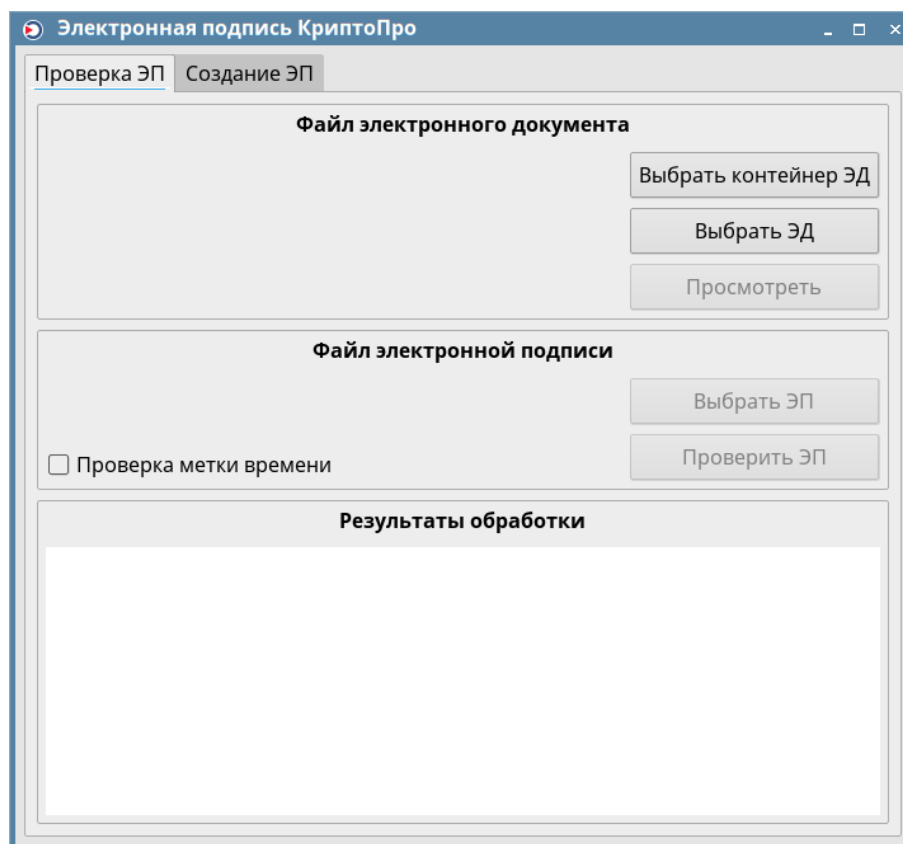 Электронная подпись КриптоПро
Проверка ЭП Создание ЭП
Файл электронного документа
Выбрать контейнер ЭД
Выбрать ЭД
Просмотреть
Файл электронной подписи
Выбрать ЭП
Проверка метки времени
Проверить ЭП
Результаты обработки